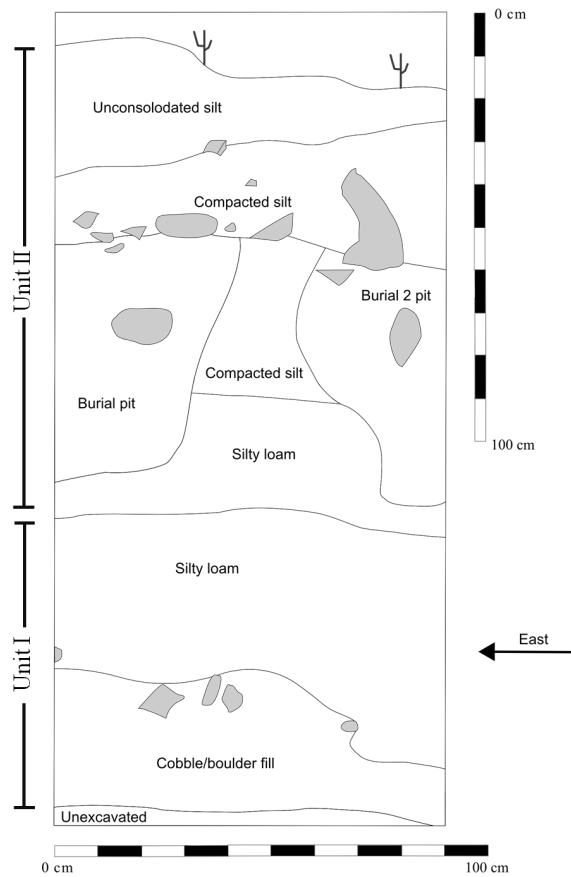 0 cm
Unconsolodated silt
Compacted silt
Unit II
Burial 2 pit
Compacted silt
Burial pit
100 cm
Silty loam
Silty loam
East
Unit I
Cobble/boulder fill
Unexcavated
0 cm
100 cm